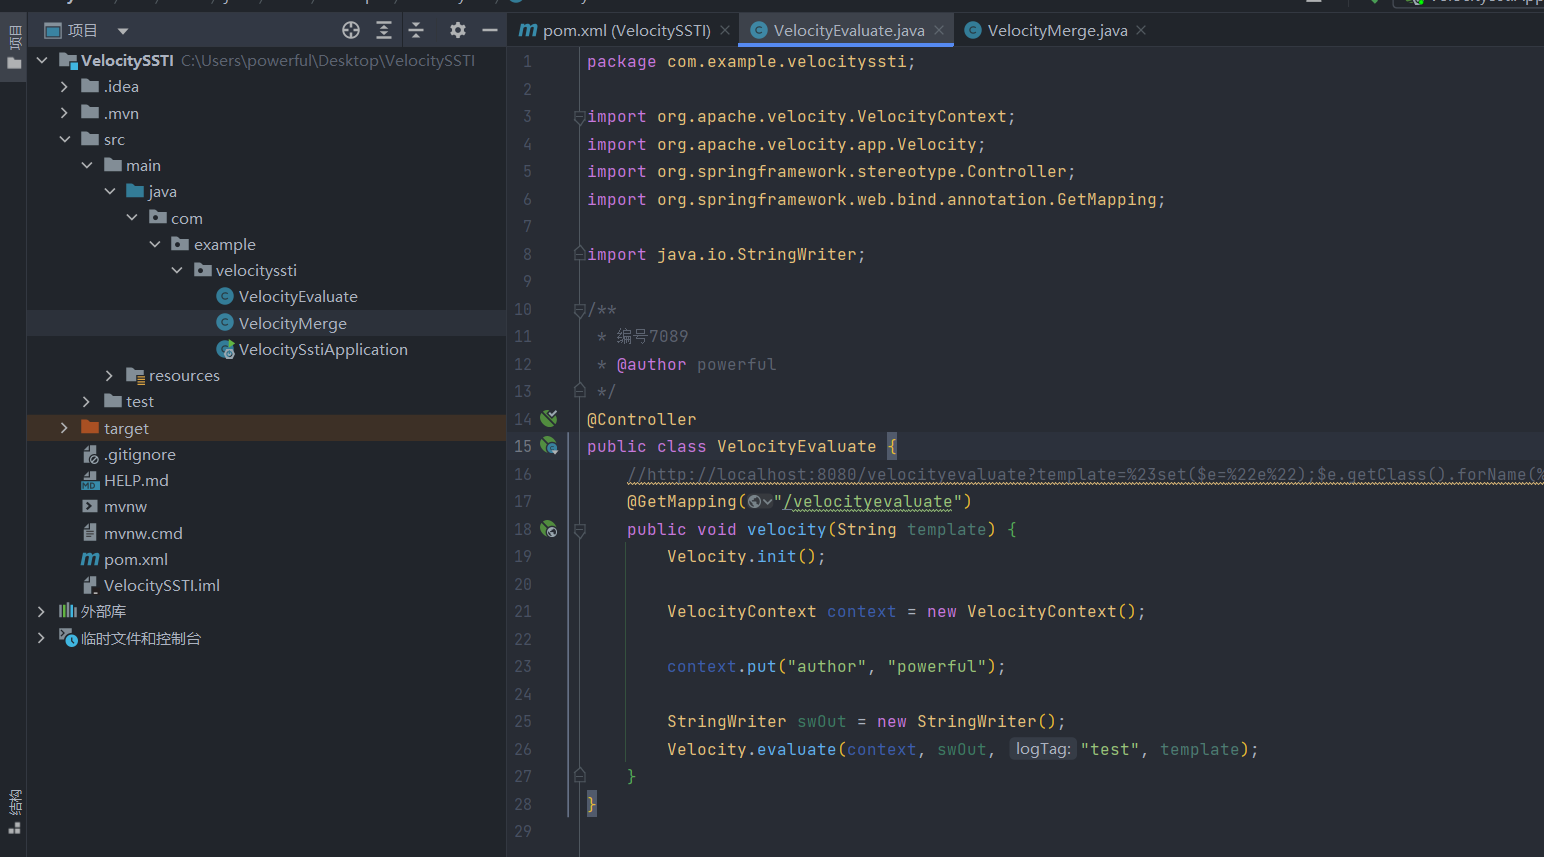 项目
项目
VelocitySSTI C:\Users\powerful\Desktop\VelocitySSTI
.idea
.mvn
src
main
java
com
example
velocityssti
VelocityEvaluate
VelocityMerge
VelocitySstiApplication
resources
test
target
.gitignore
HELP.md
mvnw
mvnw.cmd
pom.xml
VelocitySSTI.iml
外部库
临时文件和控制台
结构
pom.xml (VelocitySSTI)
VelocityEvaluate.java
VelocityMerge.java
1 package com.example.velocityssti;
2
3 import org.apache.velocity.VelocityContext;
4 import org.apache.velocity.app.Velocity;
5 import org.springframework.stereotype.Controller;
6 import org.springframework.web.bind.annotation.GetMapping;
7
8 import java.io.StringWriter;
9
10 /**
11 * 编号7089
12 * @author powerful
13 */
14 @Controller
15 public class VelocityEvaluate {
16 //http://localhost:8080/velocityevaluate?template=%23set($e=%22e%22);$e.getClass().forName(%
17 @GetMapping("/velocityevaluate")
18 public void velocity(String template) {
19 Velocity.init();
20
21 VelocityContext context = new VelocityContext();
22
23 context.put("author", "powerful");
24
25 StringWriter swOut = new StringWriter();
26 Velocity.evaluate(context, swOut, logTag: "test", template);
27 }
28 }
29